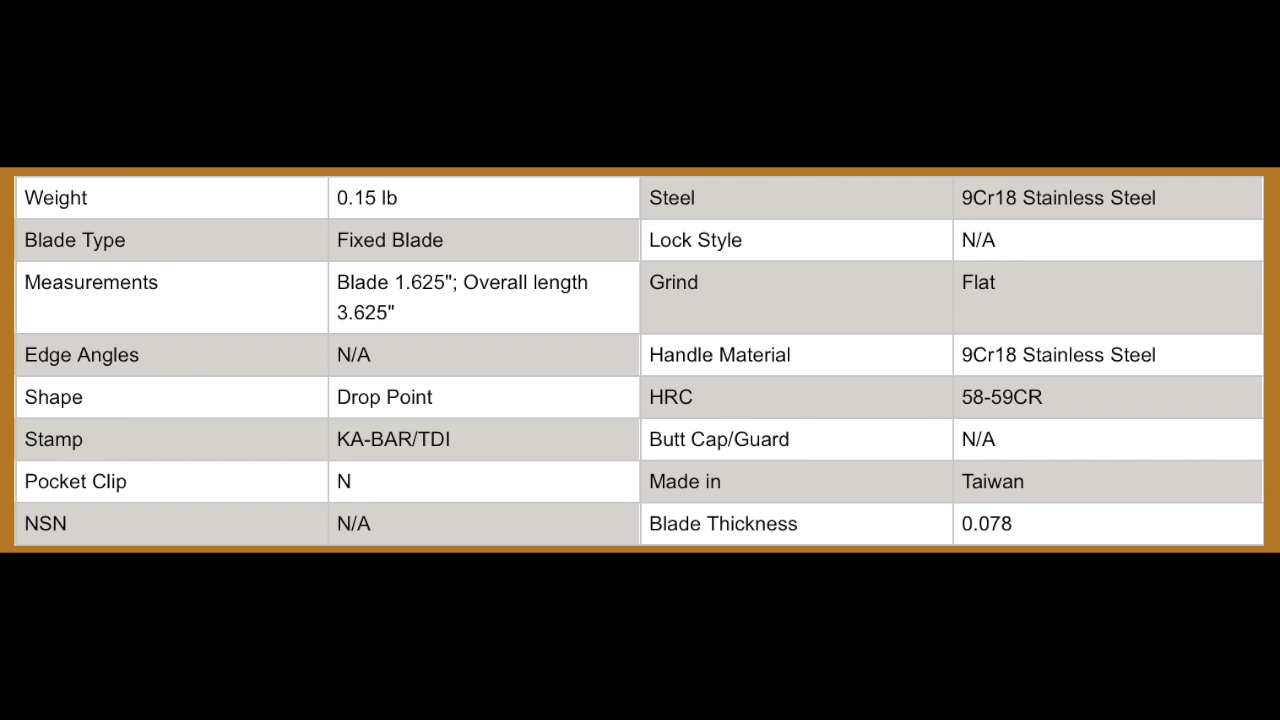 Weight 0.15 lb Steel 9Cr18 Stainless Steel
Blade Type Fixed Blade Lock Style N/A
Measurements Blade 1.625"; Overall length Grind Flat
3.625"
Edge Angles N/A Handle Material 9Cr18 Stainless Steel
Shape Drop Point HRC 58-59CR
Stamp KA-BAR/TDI Butt Cap/Guard N/A
Pocket Clip N Made in Taiwan
NSN N/A Blade Thickness 0.078